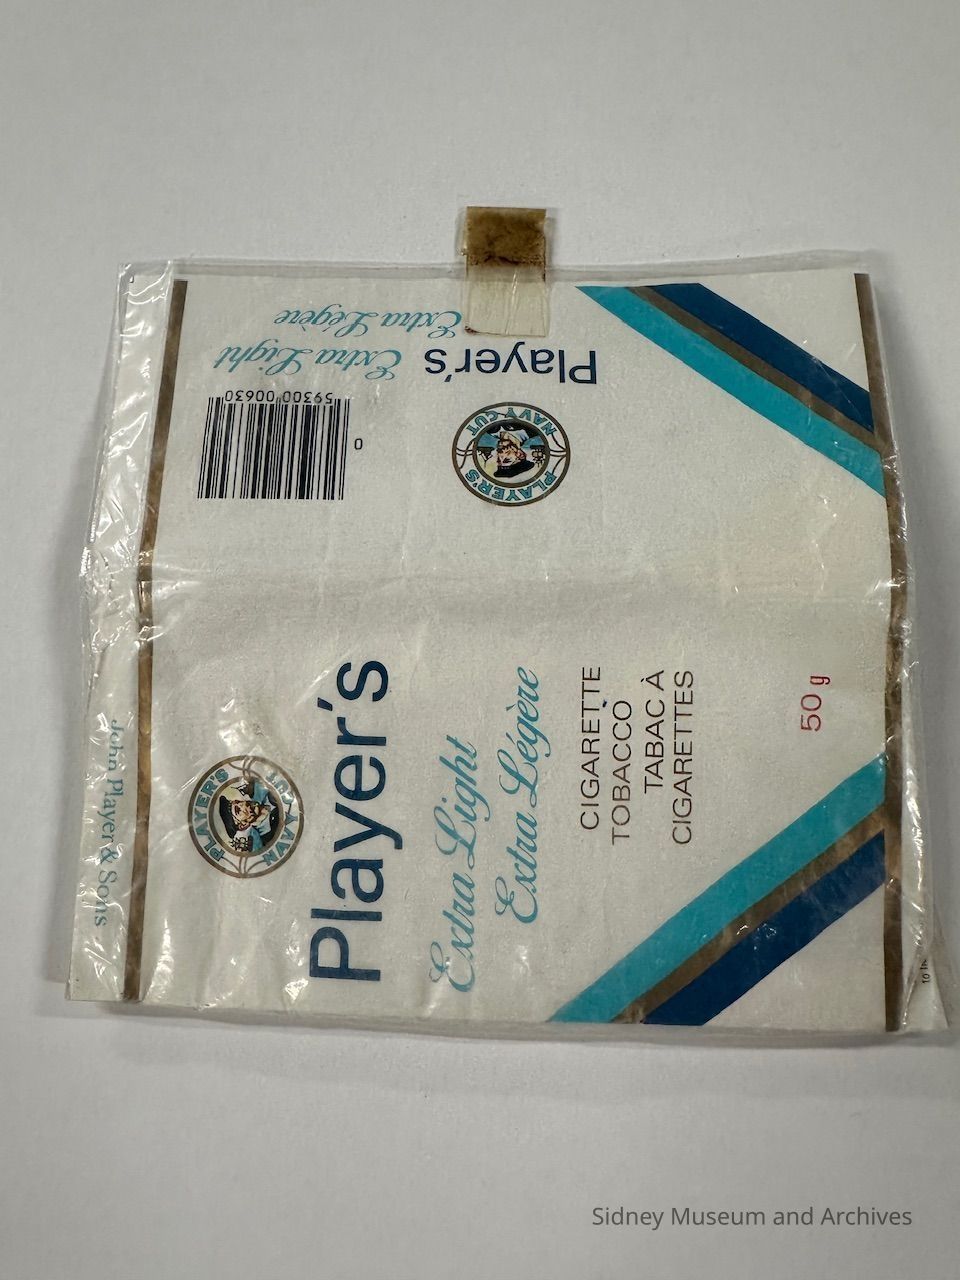 Extra Légère
Extra Light
Player's
59300 00630
0
PLAYER'S
NAVY CUT
PLAYER'S
NAVY CUT
Player's
Extra Light
Extra Légère
CIGARETTE
TOBACCO
TABAC À
CIGARETTES
50 g
John Player & Sons
Sidney Museum and Archives